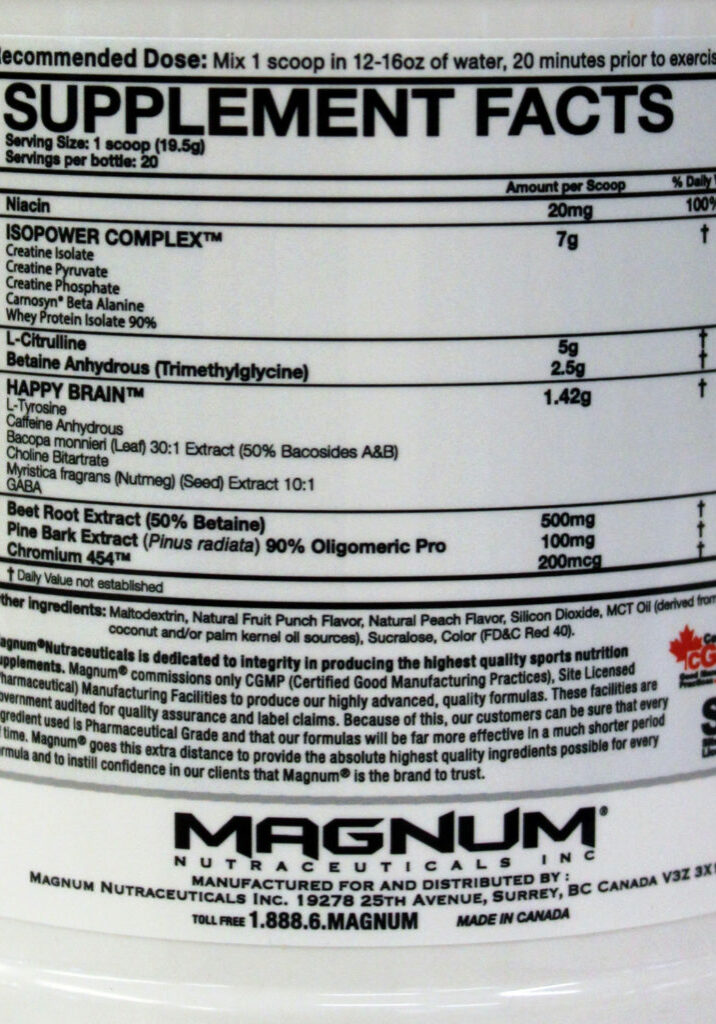 ecommended Dose: Mix 1 scoop in 12-16oz of water, 20 minutes prior to exercis
SUPPLEMENT FACTS
Serving Size: 1 scoop (19.5g)
Servings per bottle: 20
Amount per Scoop % Daily
Niacin 20mg 100%
ISOPOWER COMPLEX™ 7g †
Creatine Isolate
Creatine Pyruvate
Creatine Phosphate
Carnosyn® Beta Alanine
Whey Protein Isolate 90%
L-Citrulline 5g †
Betaine Anhydrous (Trimethylglycine) 2.5g †
HAPPY BRAIN™ 1.42g †
L-Tyrosine
Caffeine Anhydrous
Bacopa monnieri (Leaf) 30:1 Extract (50% Bacosides A&B)
Choline Bitartrate
Myristica fragrans (Nutmeg) (Seed) Extract 10:1
GABA
Beet Root Extract (50% Betaine) 500mg †
Pine Bark Extract (Pinus radiata) 90% Oligomeric Pro 100mg †
Chromium 454™ 200mcg †
† Daily Value not established
ther ingredients: Maltodextrin, Natural Fruit Punch Flavor, Natural Peach Flavor, Silicon Dioxide, MCT Oil (derived from
coconut and/or palm kernel oil sources), Sucralose, Color (FD&C Red 40).
agnum®Nutraceuticals is dedicated to integrity in producing the highest quality sports nutrition
upplements. Magnum® commissions only CGMP (Certified Good Manufacturing Practices), Site Licensed
harmaceutical) Manufacturing Facilities to produce our highly advanced, quality formulas. These facilities are
overnment audited for quality assurance and label claims. Because of this, our customers can be sure that every
gredient used is Pharmaceutical Grade and that our formulas will be far more effective in a much shorter period
time. Magnum® goes this extra distance to provide the absolute highest quality ingredients possible for every
rmula and to instill confidence in our clients that Magnum® is the brand to trust.
CG
MAGNUM®
NUTRACEUTICALS INC
MANUFACTURED FOR AND DISTRIBUTED BY:
MAGNUM NUTRACEUTICALS INC. 19278 25TH AVENUE, SURREY, BC CANADA V3Z 3X
TOLL FREE 1.888.6.MAGNUM MADE IN CANADA